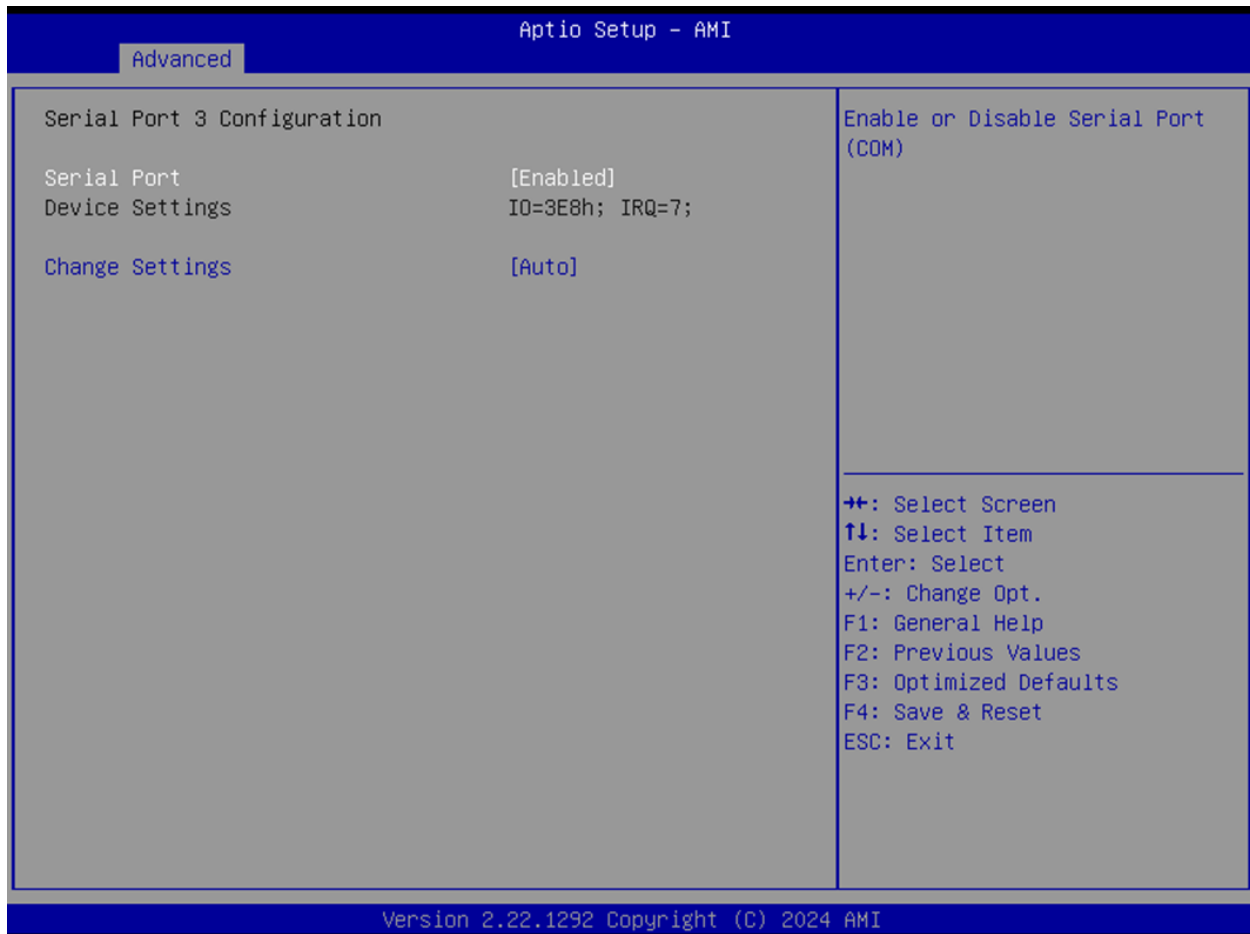 Aptio Setup – AMI
Advanced
Serial Port 3 Configuration
Serial Port [Enabled]
Device Settings IO=3E8h; IRQ=7;
Change Settings [Auto]
Enable or Disable Serial Port
(COM)
→←: Select Screen
↑↓: Select Item
Enter: Select
+/-: Change Opt.
F1: General Help
F2: Previous Values
F3: Optimized Defaults
F4: Save & Reset
ESC: Exit
Version 2.22.1292 Copyright (C) 2024 AMI